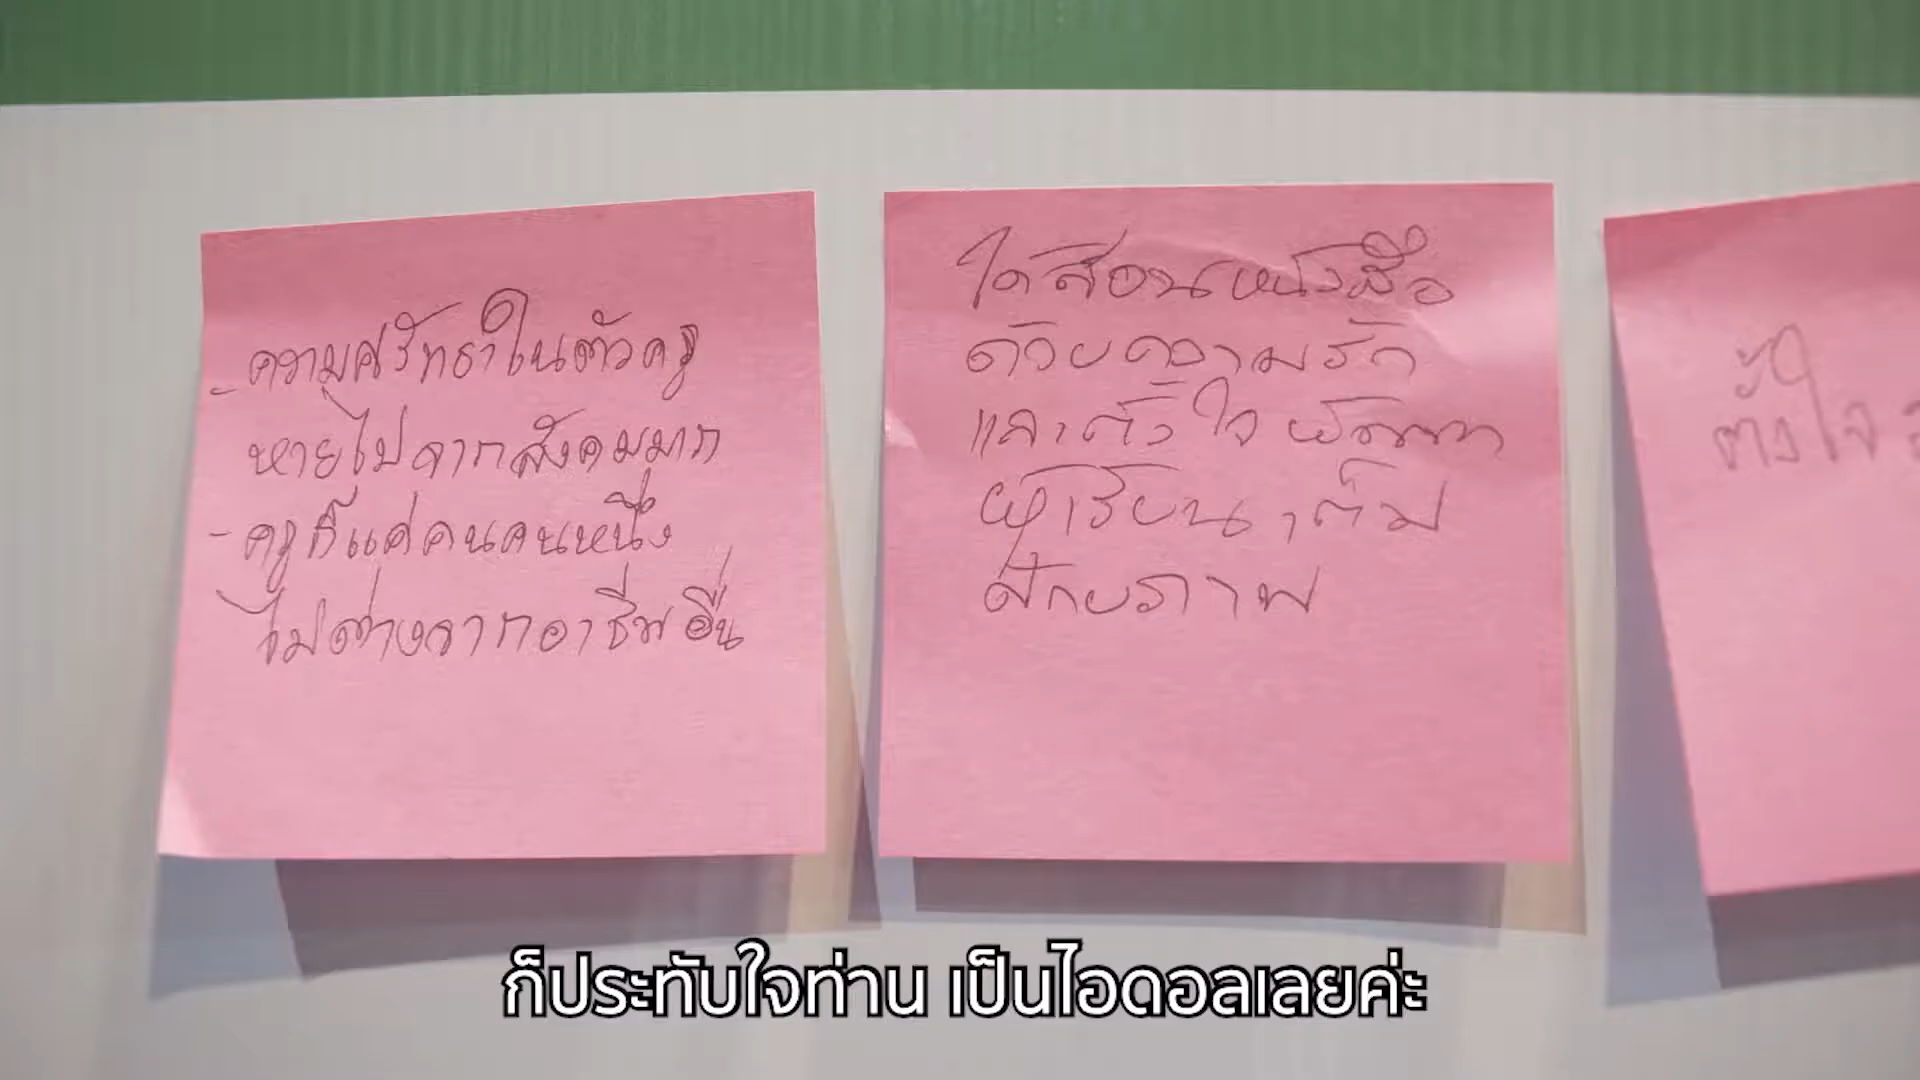 - ความศรัทธาในตัวครู
หายไปจากสังคมมาก
- ครูก็แค่คนคนหนึ่ง
ไม่ต่างจากอาชีพอื่น
ได้สอนหนังสือ
ด้วยความรัก
และตั้งใจ พัฒนา
ผู้เรียน เต็ม
ศักยภาพ
ตั้งใจ
ก็ประทับใจท่าน เป็นไอดอลเลยค่ะ